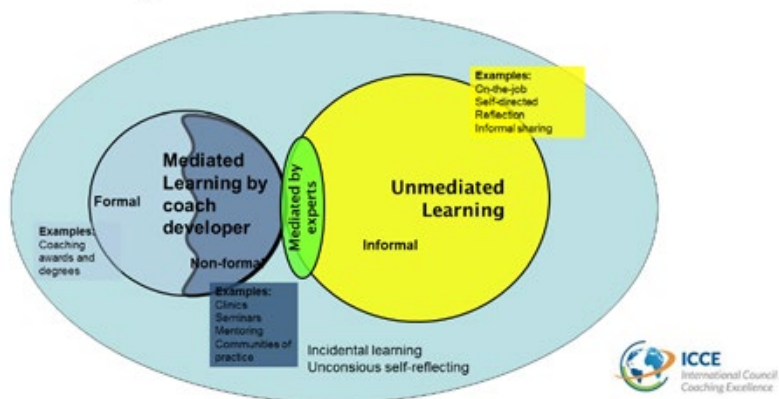 Examples:
On-the-job
Self-directed
Reflection
Informal sharing
Mediated
Learning by
coach
developer
Formal
Non-formal
Mediated by
experts
Unmediated
Learning
Informal
Examples:
Coaching
awards and
degrees
Examples:
Clinics
Seminars
Mentoring
Communities of
practice
Incidental learning
Unconsious self-reflecting
ICCE
International Council
Coaching Excellence